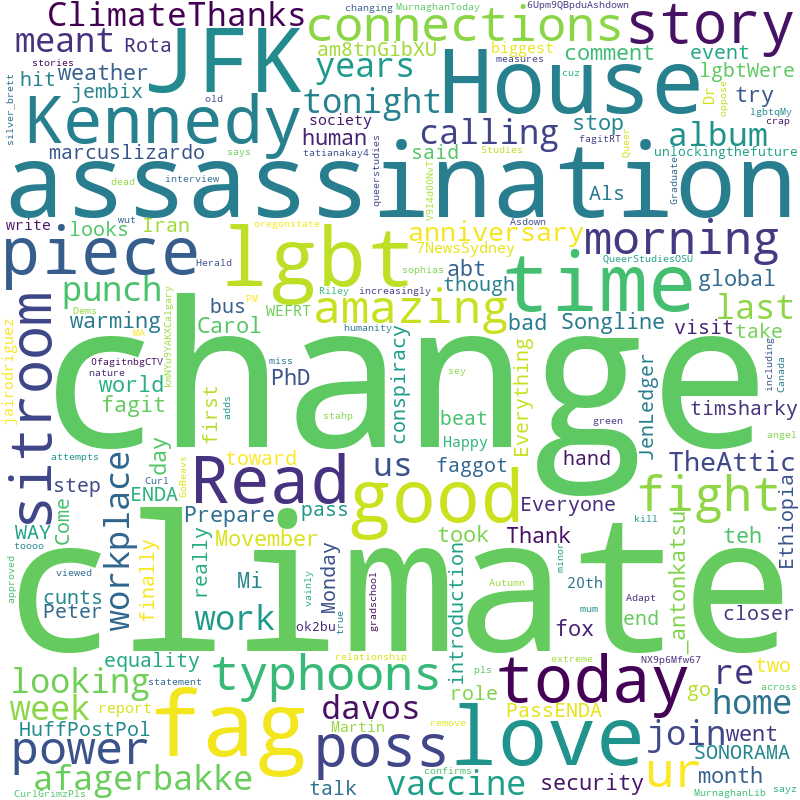 changing MurnaghanToday 6Upm9QBpduAshdown
ClimateThanks connections story
stories
meant Rota JFK am8tnGibXU biggest comment event
measures cuz
hit weather years House lgbtWere
jembix tonight Dr oppose try lgbtqMy
silver_brett old society stop fagitRT crap
Kennedy human calling Queer album
marcuslizardo tatianakay4 said Studies unlockingthefuture
says queerstudies V9I4d00NvT Graduate
dead interview Als
assassination
write wut oregonstate Asdown
looks Iran anniversary morning
piece Herald lgbt 7NewsSydney QueerStudiesOSU
sophias abt time global
punch Riley increasingly though
Dems bus PM WEFRT amazing bad Songline visit last
warming Carol humanity take
jairodriguez MA kmNYu9YAKXCalgary conspiracy Everything JenLedger including
0fagitnbgCTV miss sey Canada
nature world PhD
sitroom fagit first adds beat green timsharky
stahp Happy angel
change
day toward us hand TheAttic
attempts Curl faggot
step ENDA GoBeavs Read good kill fight
workplace Prepare pass Everyone Ethiopia
WAY Come Movember took Thank teh
toooo finally really _antonkatsu
approved viewed Mi vainly Monday introduction minor
climate
cunts gradschool Autumn 20th Adapt end
Peter work true mum closer
ok2bu fox
equality relationship pls extreme NX9p6Mfw67
looking statement typhoons today re two across
week report fag davos role go home
HuffPostPol Martin poss love PassENDA join went
power remove ur SONORAMA
afagerbakke confirms vaccine security month
CurlGrimzPls talk MurnaghanLib sayz